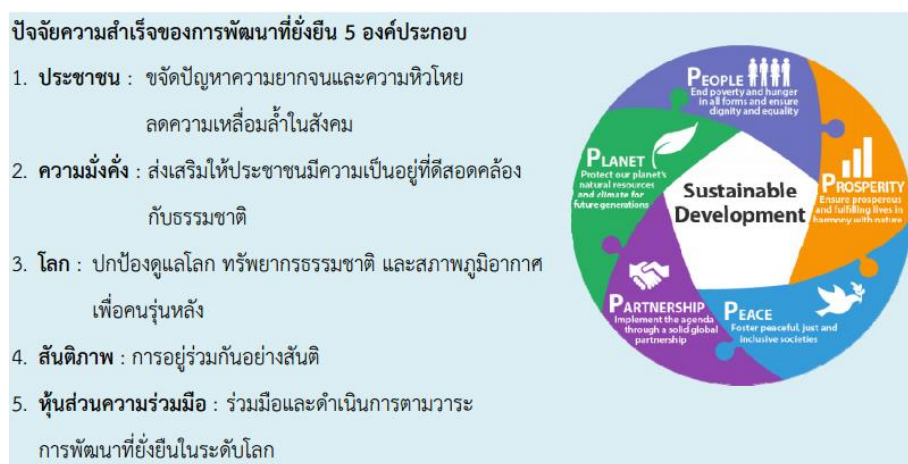 ปัจจัยความสำเร็จของการพัฒนาที่ยั่งยืน 5 องค์ประกอบ
1. ประชาชน : ขจัดปัญหาความยากจนและความหิวโหย
ลดความเหลื่อมล้ำในสังคม
2. ความมั่งคั่ง : ส่งเสริมให้ประชาชนมีความเป็นอยู่ที่ดีสอดคล้อง
กับธรรมชาติ
3. โลก : ปกป้องดูแลโลก ทรัพยากรธรรมชาติ และสภาพภูมิอากาศ
เพื่อคนรุ่นหลัง
4. สันติภาพ : การอยู่ร่วมกันอย่างสันติ
5. หุ้นส่วนความร่วมมือ : ร่วมมือและดำเนินการตามวาระ
การพัฒนาที่ยั่งยืนในระดับโลก
PEOPLE
End poverty and hunger
in all forms and ensure
dignity and equality
PLANET
Protect our planet's
natural resources
and climate for
future generations
Sustainable
Development
PROSPERITY
Ensure prosperous
and fulfilling lives in
harmony with nature
PARTNERSHIP
Implement the agenda
through a solid global
partnership
PEACE
Foster peaceful, just and
inclusive societies